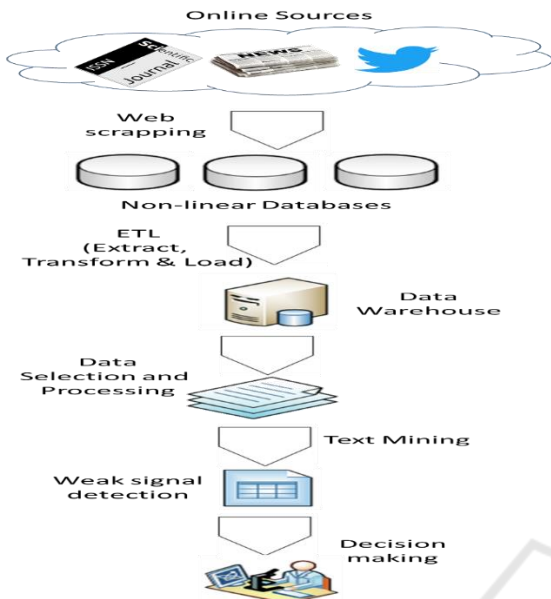 Online Sources
ISSN
Scientific
Journal
NEWS
Web
scrapping
Non-linear Databases
ETL
(Extract,
Transform & Load)
Data
Warehouse
Data
Selection and
Processing
Text Mining
Weak signal
detection
Decision
making